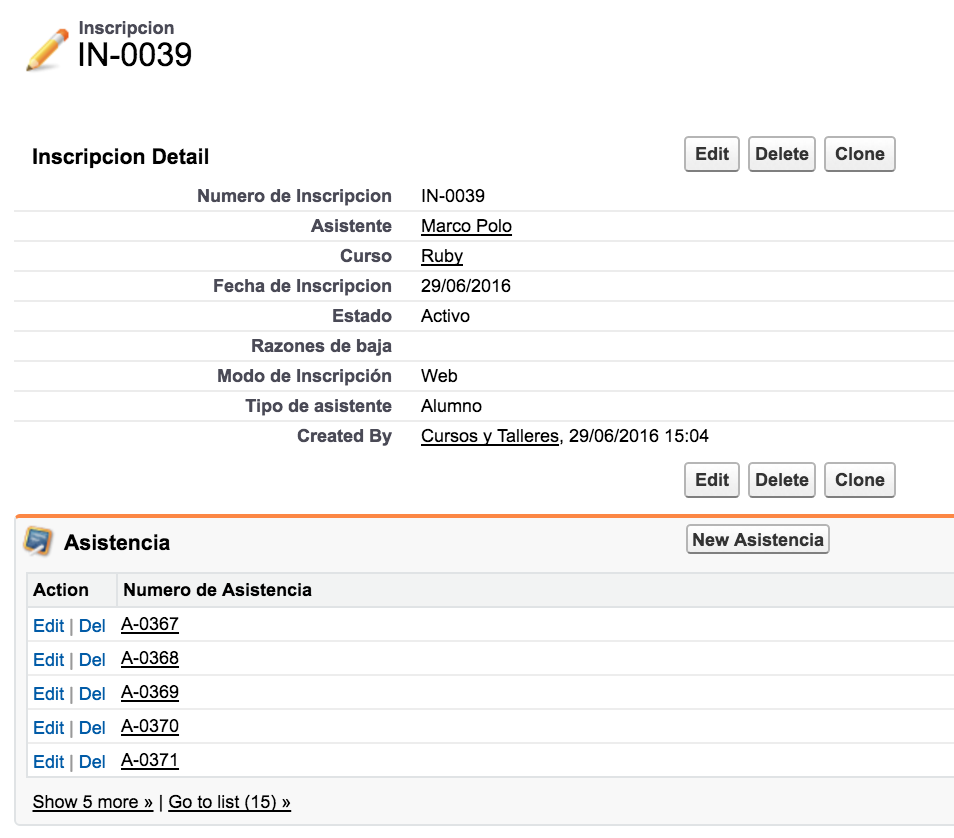 Inscripcion
IN-0039
Inscripcion Detail Edit Delete Clone
Numero de Inscripcion IN-0039
Asistente Marco Polo
Curso Ruby
Fecha de Inscripcion 29/06/2016
Estado Activo
Razones de baja
Modo de Inscripción Web
Tipo de asistente Alumno
Created By Cursos y Talleres, 29/06/2016 15:04
Edit Delete Clone
Asistencia New Asistencia
Action Numero de Asistencia
Edit | Del A-0367
Edit | Del A-0368
Edit | Del A-0369
Edit | Del A-0370
Edit | Del A-0371
Show 5 more » | Go to list (15) »